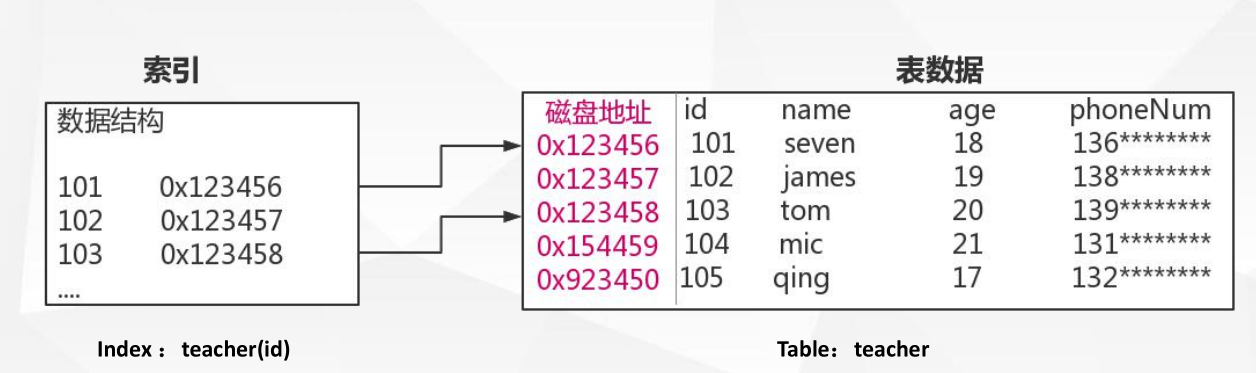 索引
数据结构
101 0x123456
102 0x123457
103 0x123458
....
Index： teacher(id)
表数据
磁盘地址 id name age phoneNum
0x123456 101 seven 18 136********
0x123457 102 james 19 138********
0x123458 103 tom 20 139********
0x154459 104 mic 21 131********
0x923450 105 qing 17 132********
Table： teacher